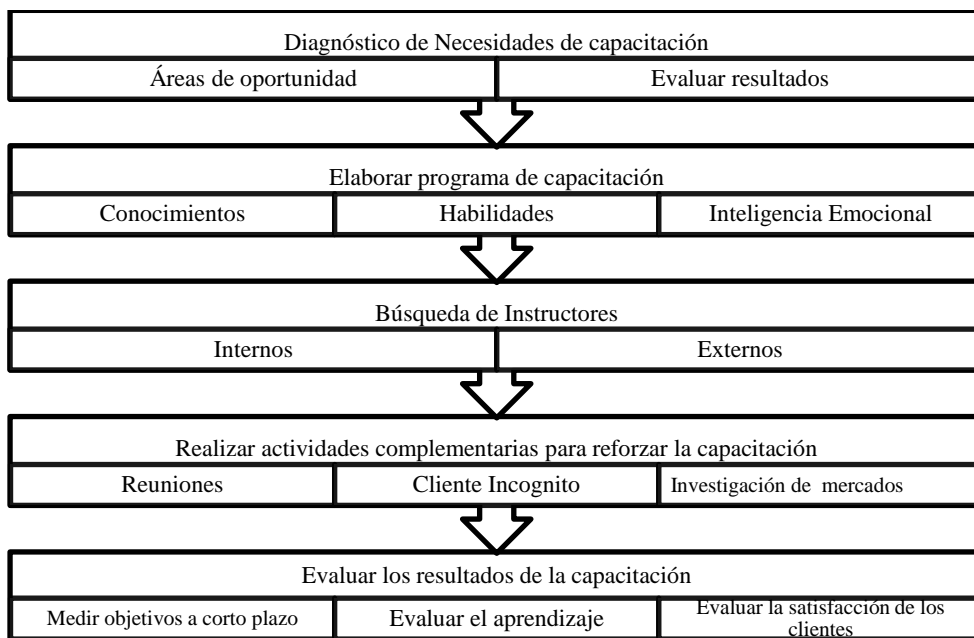 Diagnóstico de Necesidades de capacitación
Áreas de oportunidad
Evaluar resultados
Elaborar programa de capacitación
Conocimientos
Habilidades
Inteligencia Emocional
Búsqueda de Instructores
Internos
Externos
Realizar actividades complementarias para reforzar la capacitación
Reuniones
Cliente Incognito
Investigación de mercados
Evaluar los resultados de la capacitación
Medir objetivos a corto plazo
Evaluar el aprendizaje
Evaluar la satisfacción de los
clientes